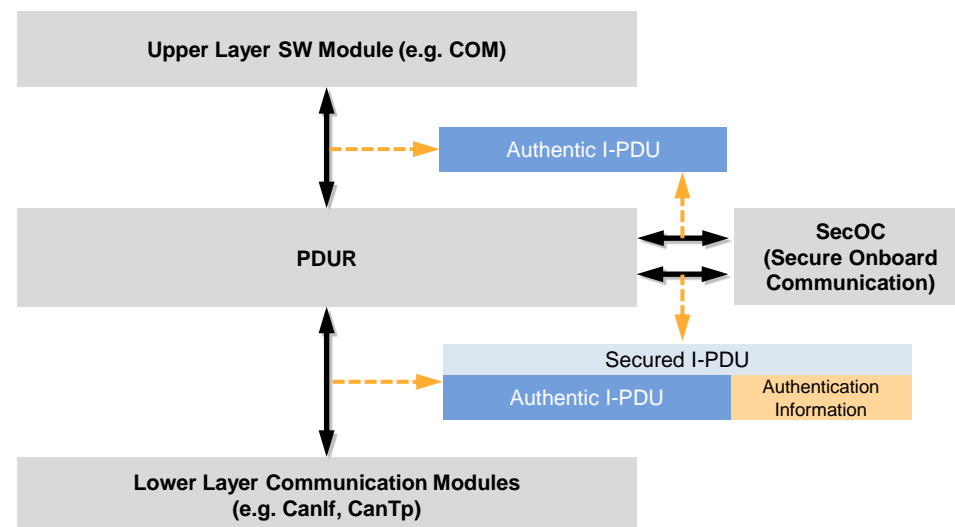 Upper Layer SW Module (e.g. COM)
Authentic I-PDU
PDUR
SecOC
(Secure Onboard
Communication)
Secured I-PDU
Authentic I-PDU
Authentication
Information
Lower Layer Communication Modules
(e.g. CanIf, CanTp)